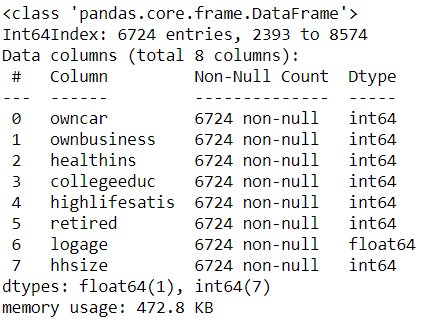 <class 'pandas.core.frame.DataFrame'>
Int64Index: 6724 entries, 2393 to 8574
Data columns (total 8 columns):
 #   Column        Non-Null Count  Dtype
---  ------        --------------  -----
 0   owncar        6724 non-null   int64
 1   ownbusiness   6724 non-null   int64
 2   healthins     6724 non-null   int64
 3   collegeeduc   6724 non-null   int64
 4   highlifesatis 6724 non-null   int64
 5   retired       6724 non-null   int64
 6   logage        6724 non-null   float64
 7   hhsize        6724 non-null   int64
dtypes: float64(1), int64(7)
memory usage: 472.8 KB